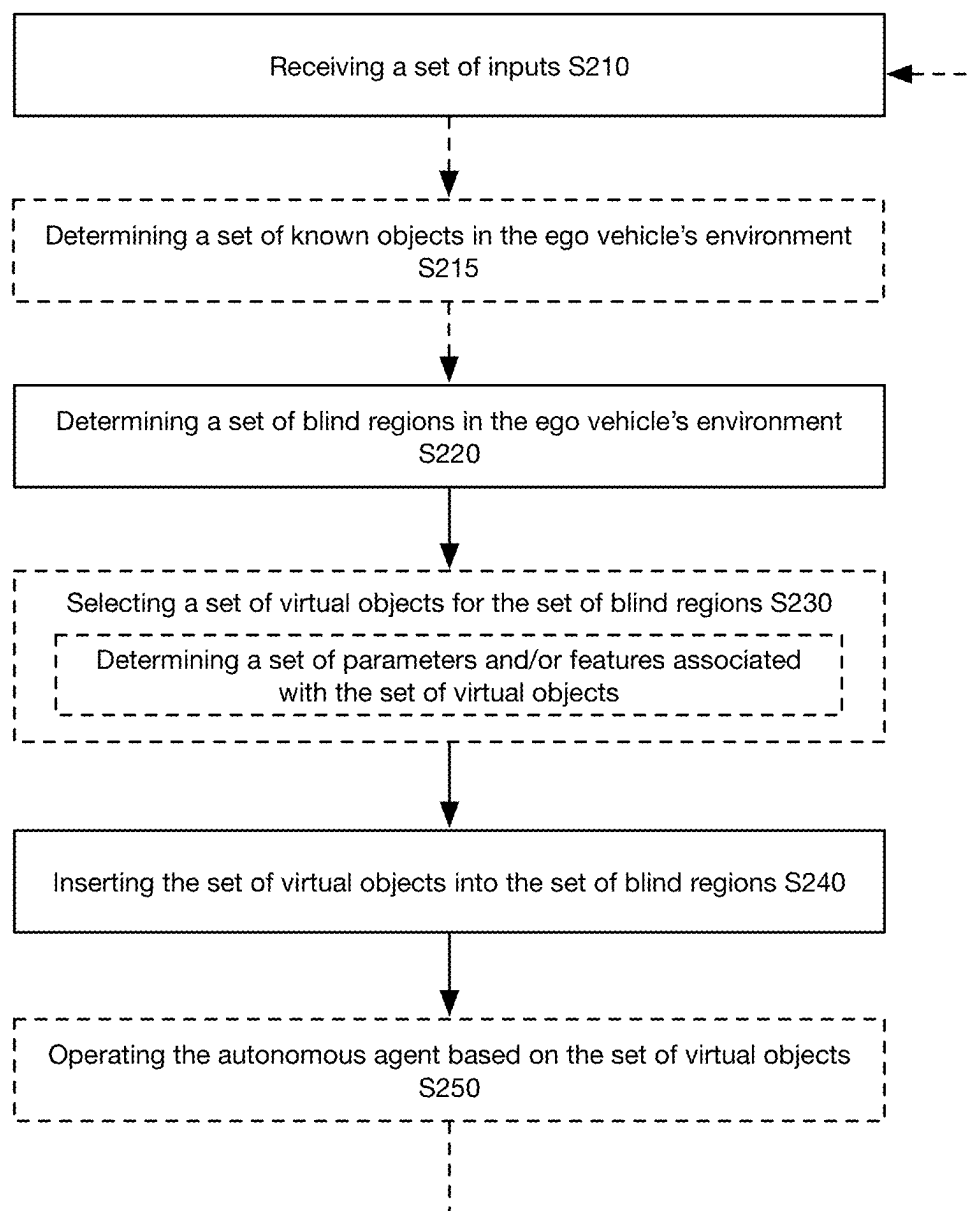 Receiving a set of inputs S210
Determining a set of known objects in the ego vehicle's environment
S215
Determining a set of blind regions in the ego vehicle's environment
S220
Selecting a set of virtual objects for the set of blind regions S230
Determining a set of parameters and/or features associated
with the set of virtual objects
Inserting the set of virtual objects into the set of blind regions S240
Operating the autonomous agent based on the set of virtual objects
S250